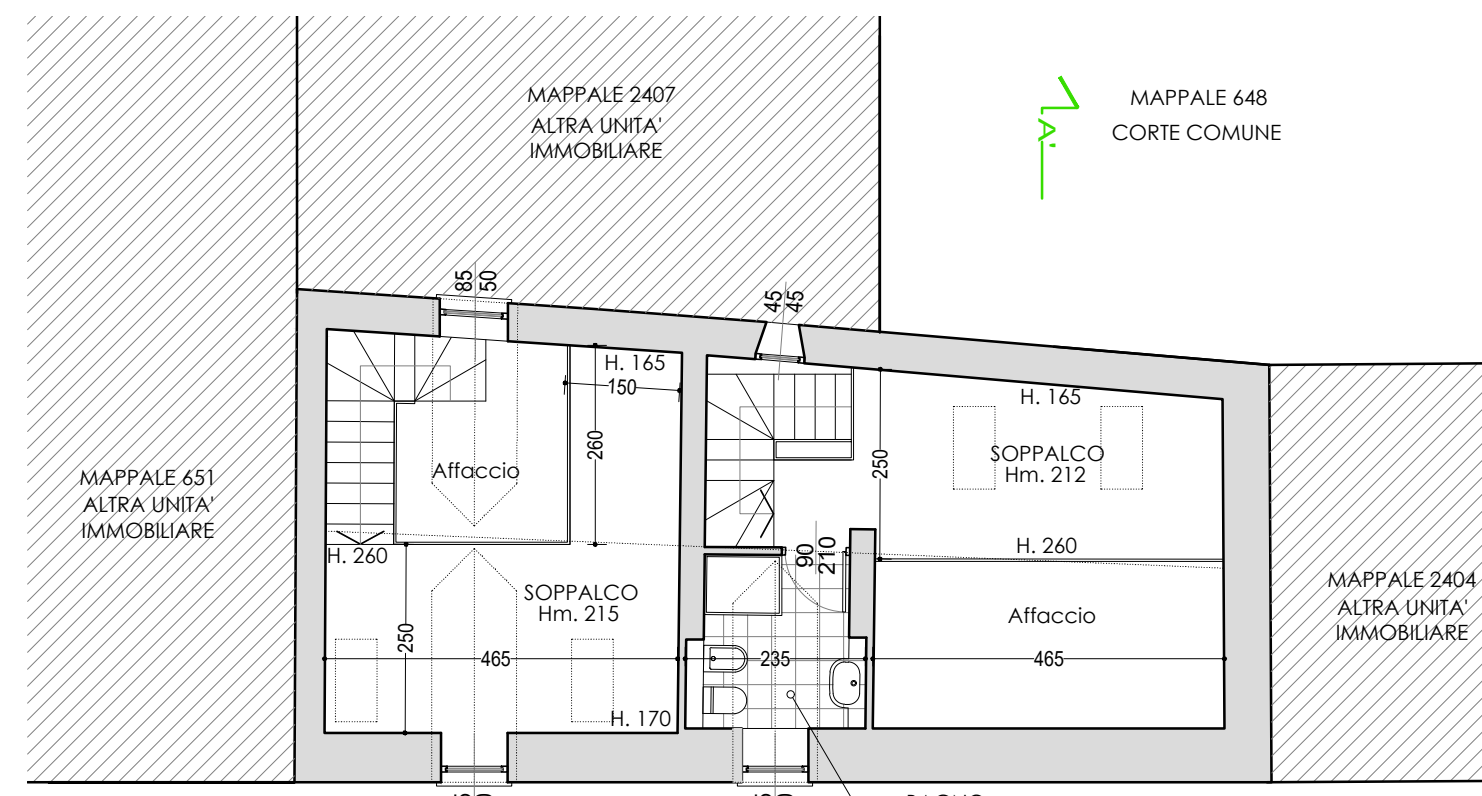 MAPPALE 2407
ALTRA UNITA'
IMMOBILIARE
MAPPALE 648
CORTE COMUNE
A'
85
50
45
45
H. 165
150
260
Affaccio
MAPPALE 651
ALTRA UNITA'
IMMOBILIARE
H. 260
SOPPALCO
Hm. 215
250
465
H. 170
H. 165
SOPPALCO
Hm. 212
250
H. 260
90
210
Affaccio
235
465
MAPPALE 2404
ALTRA UNITA'
IMMOBILIARE